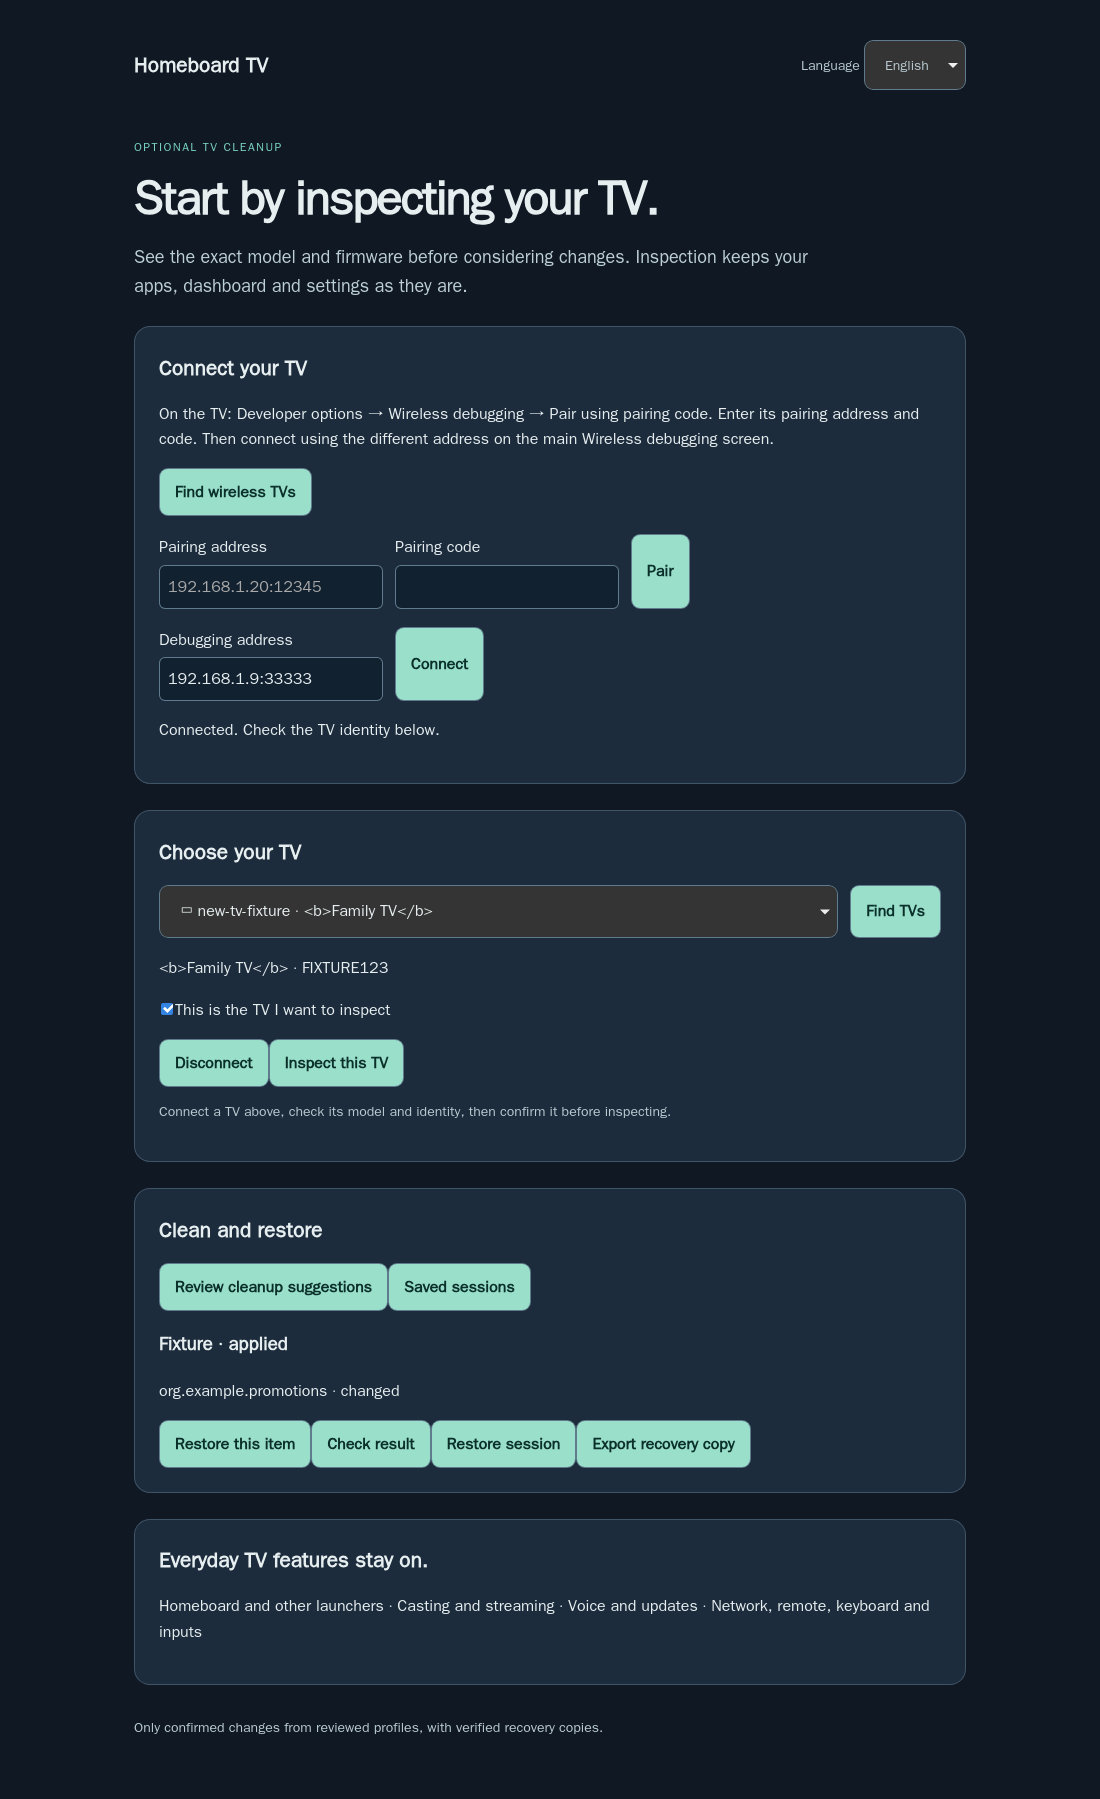 Homeboard TV
Language English
OPTIONAL TV CLEANUP
Start by inspecting your TV.
See the exact model and firmware before considering changes. Inspection keeps your
apps, dashboard and settings as they are.
Connect your TV
On the TV: Developer options → Wireless debugging → Pair using pairing code. Enter its pairing address and
code. Then connect using the different address on the main Wireless debugging screen.
Find wireless TVs
Pairing address Pairing code
192.168.1.20:12345 Pair
Debugging address
192.168.1.9:33333 Connect
Connected. Check the TV identity below.
Choose your TV
▭ new-tv-fixture · <b>Family TV</b> Find TVs
<b>Family TV</b> · FIXTURE123
This is the TV I want to inspect
Disconnect Inspect this TV
Connect a TV above, check its model and identity, then confirm it before inspecting.
Clean and restore
Review cleanup suggestions Saved sessions
Fixture · applied
org.example.promotions · changed
Restore this item Check result Restore session Export recovery copy
Everyday TV features stay on.
Homeboard and other launchers · Casting and streaming · Voice and updates · Network, remote, keyboard and
inputs
Only confirmed changes from reviewed profiles, with verified recovery copies.